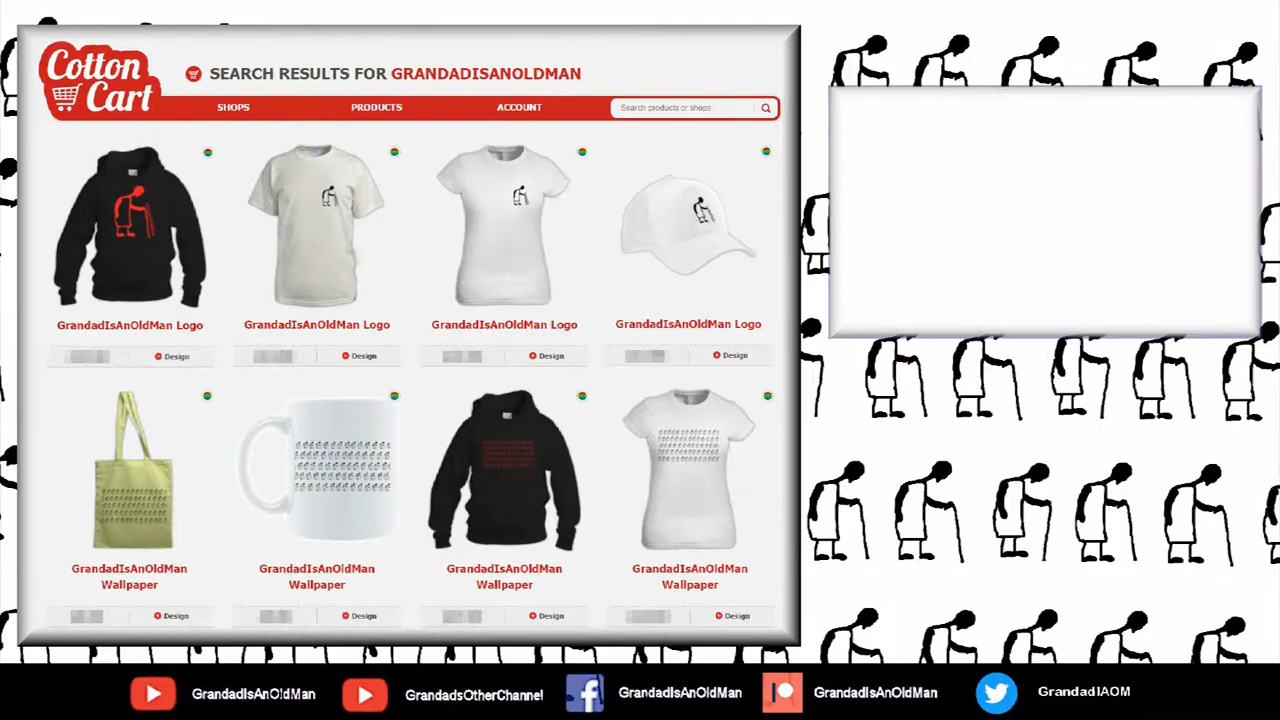 Cotton
Cart
SEARCH RESULTS FOR GRANDADISANOLDMAN
SHOPS PRODUCTS ACCOUNT Search products or shops
GrandadIsAnOldMan Logo GrandadIsAnOldMan Logo GrandadIsAnOldMan Logo GrandadIsAnOldMan Logo
Design Design Design Design
GrandadIsAnOldMan GrandadIsAnOldMan GrandadIsAnOldMan GrandadIsAnOldMan
Wallpaper Wallpaper Wallpaper Wallpaper
Design Design Design Design
GrandadIsAnOldMan GrandadsOtherChannel GrandadIsAnOldMan GrandadIsAnOldMan GrandadIAOM